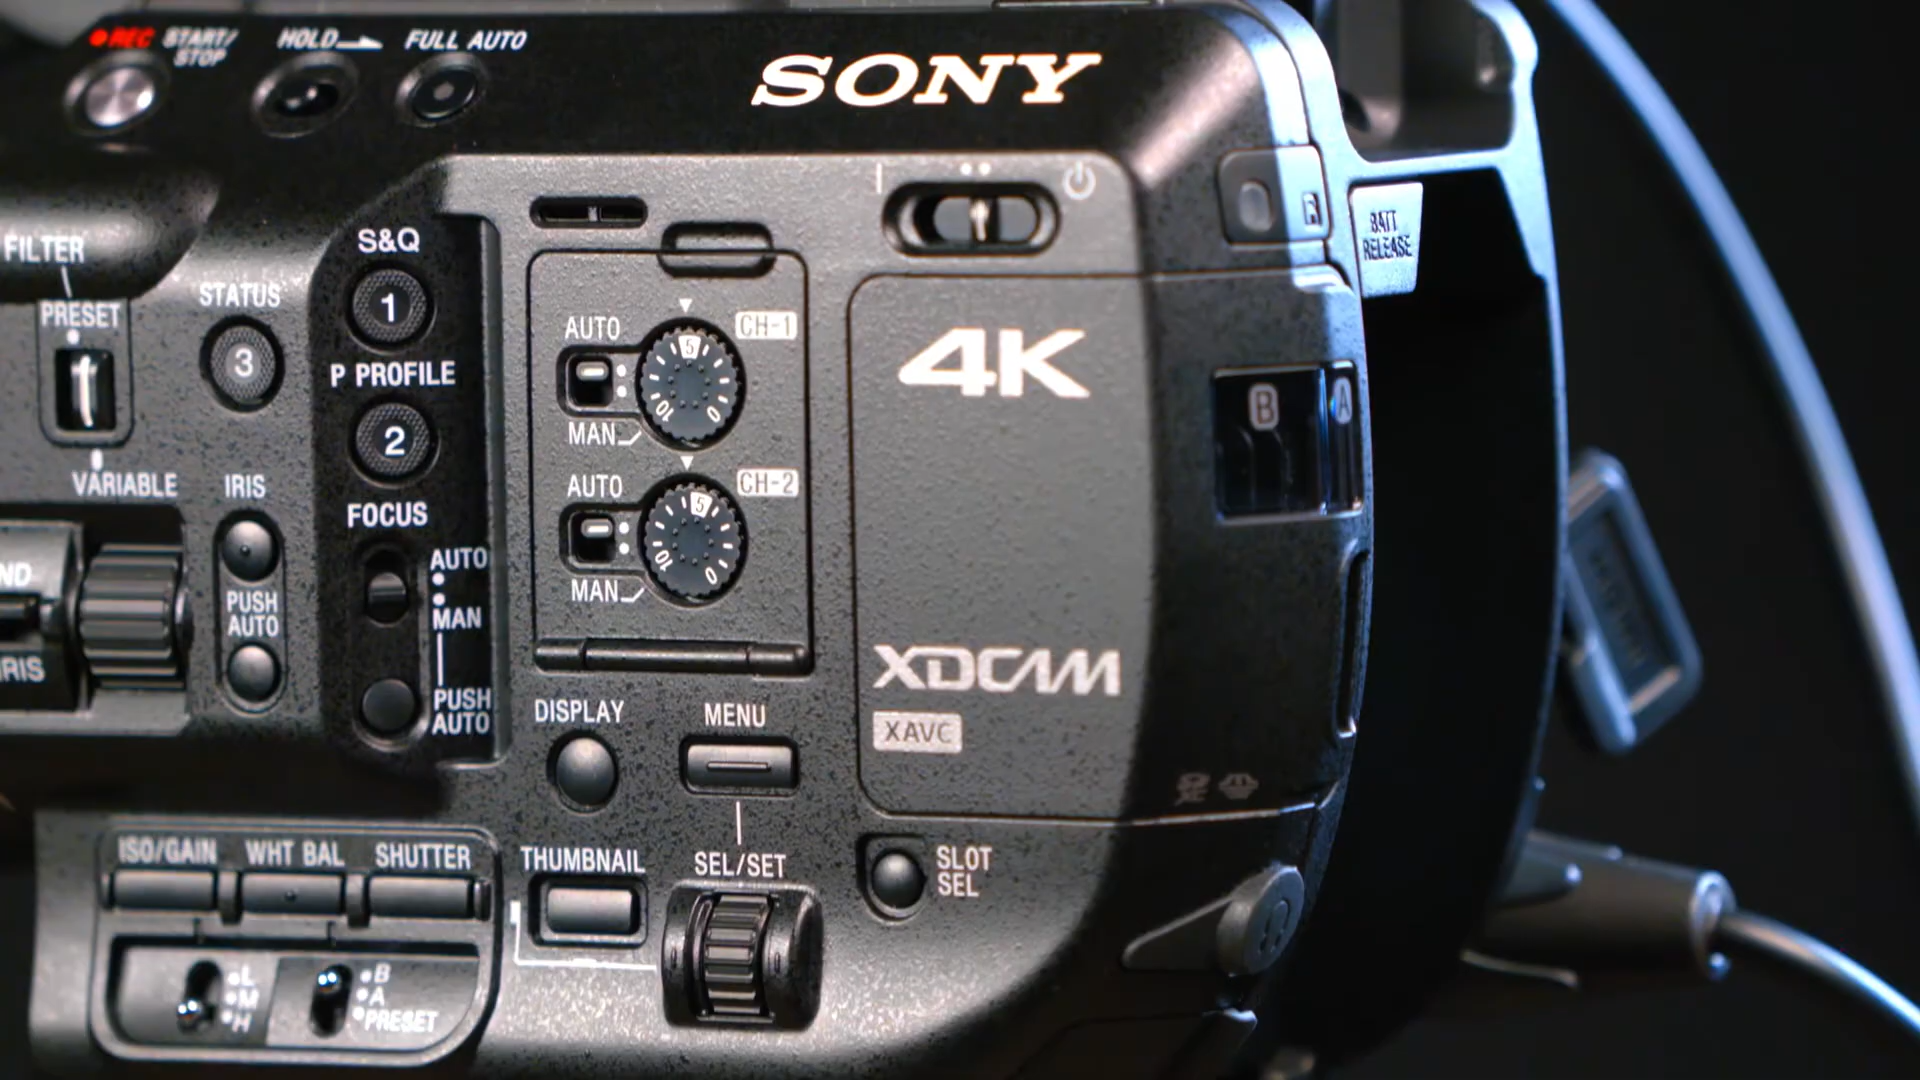 REC START/
STOP
HOLD
FULL AUTO
SONY
FILTER
PRESET
VARIABLE
STATUS
3
S&Q
1
P PROFILE
2
FOCUS
AUTO
MAN
PUSH
AUTO
IRIS
PUSH
AUTO
ND
IRIS
AUTO
CH-1
5
10
0
MAN
AUTO
CH-2
5
10
0
MAN
BATT
RELEASE
4K
B
A
XDCAM
XAVC
DISPLAY
MENU
SEL/SET
THUMBNAIL
SLOT
SEL
ISO/GAIN
WHT BAL
SHUTTER
L
M
H
B
A
PRESET